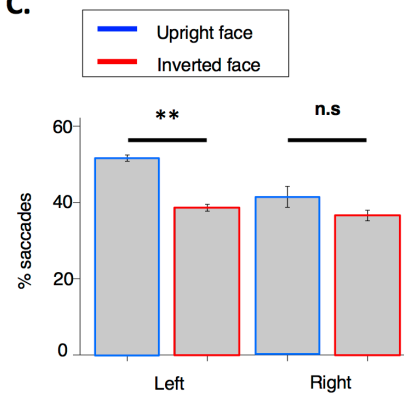 C.
Upright face
Inverted face
**
n.s
60
40
20
0
% saccades
Left
Right